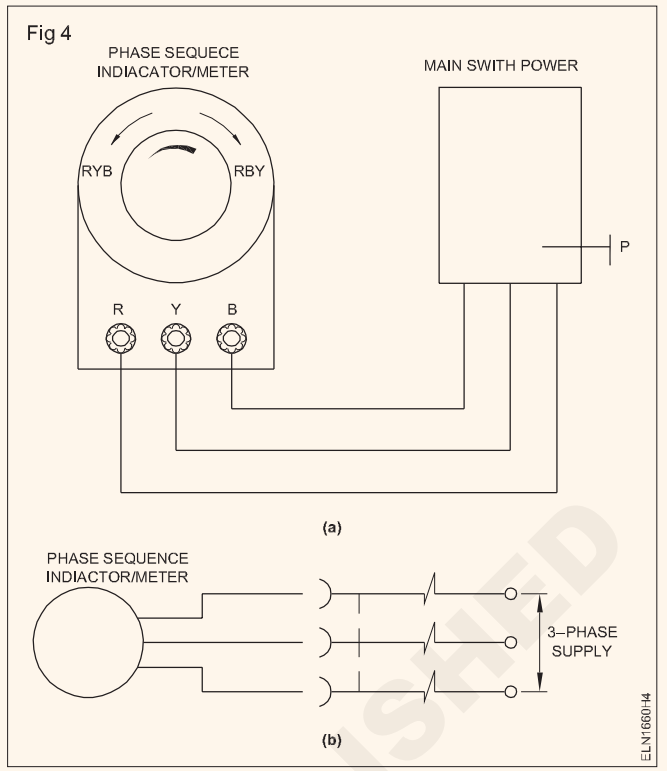 Fig 4
PHASE SEQUECE
INDIACATOR/METER
MAIN SWITH POWER
RYB
RBY
P
R Y B
(a)
PHASE SEQUENCE
INDIACTOR/METER
3–PHASE
SUPPLY
(b)
ELN1660H4
ISHED